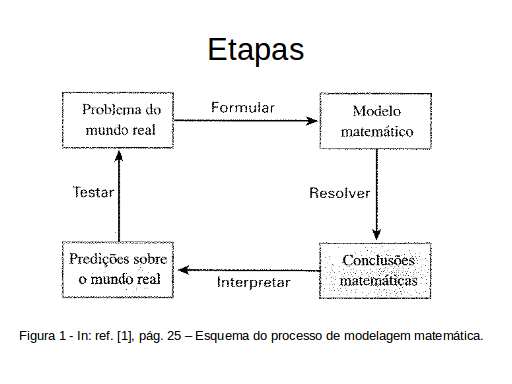 Etapas
Problema do
mundo real
Formular
Modelo
matemático
Testar
Resolver
Predições sobre
o mundo real
Interpretar
Conclusões
matemáticas
Figura 1 - In: ref. [1], pág. 25 – Esquema do processo de modelagem matemática.